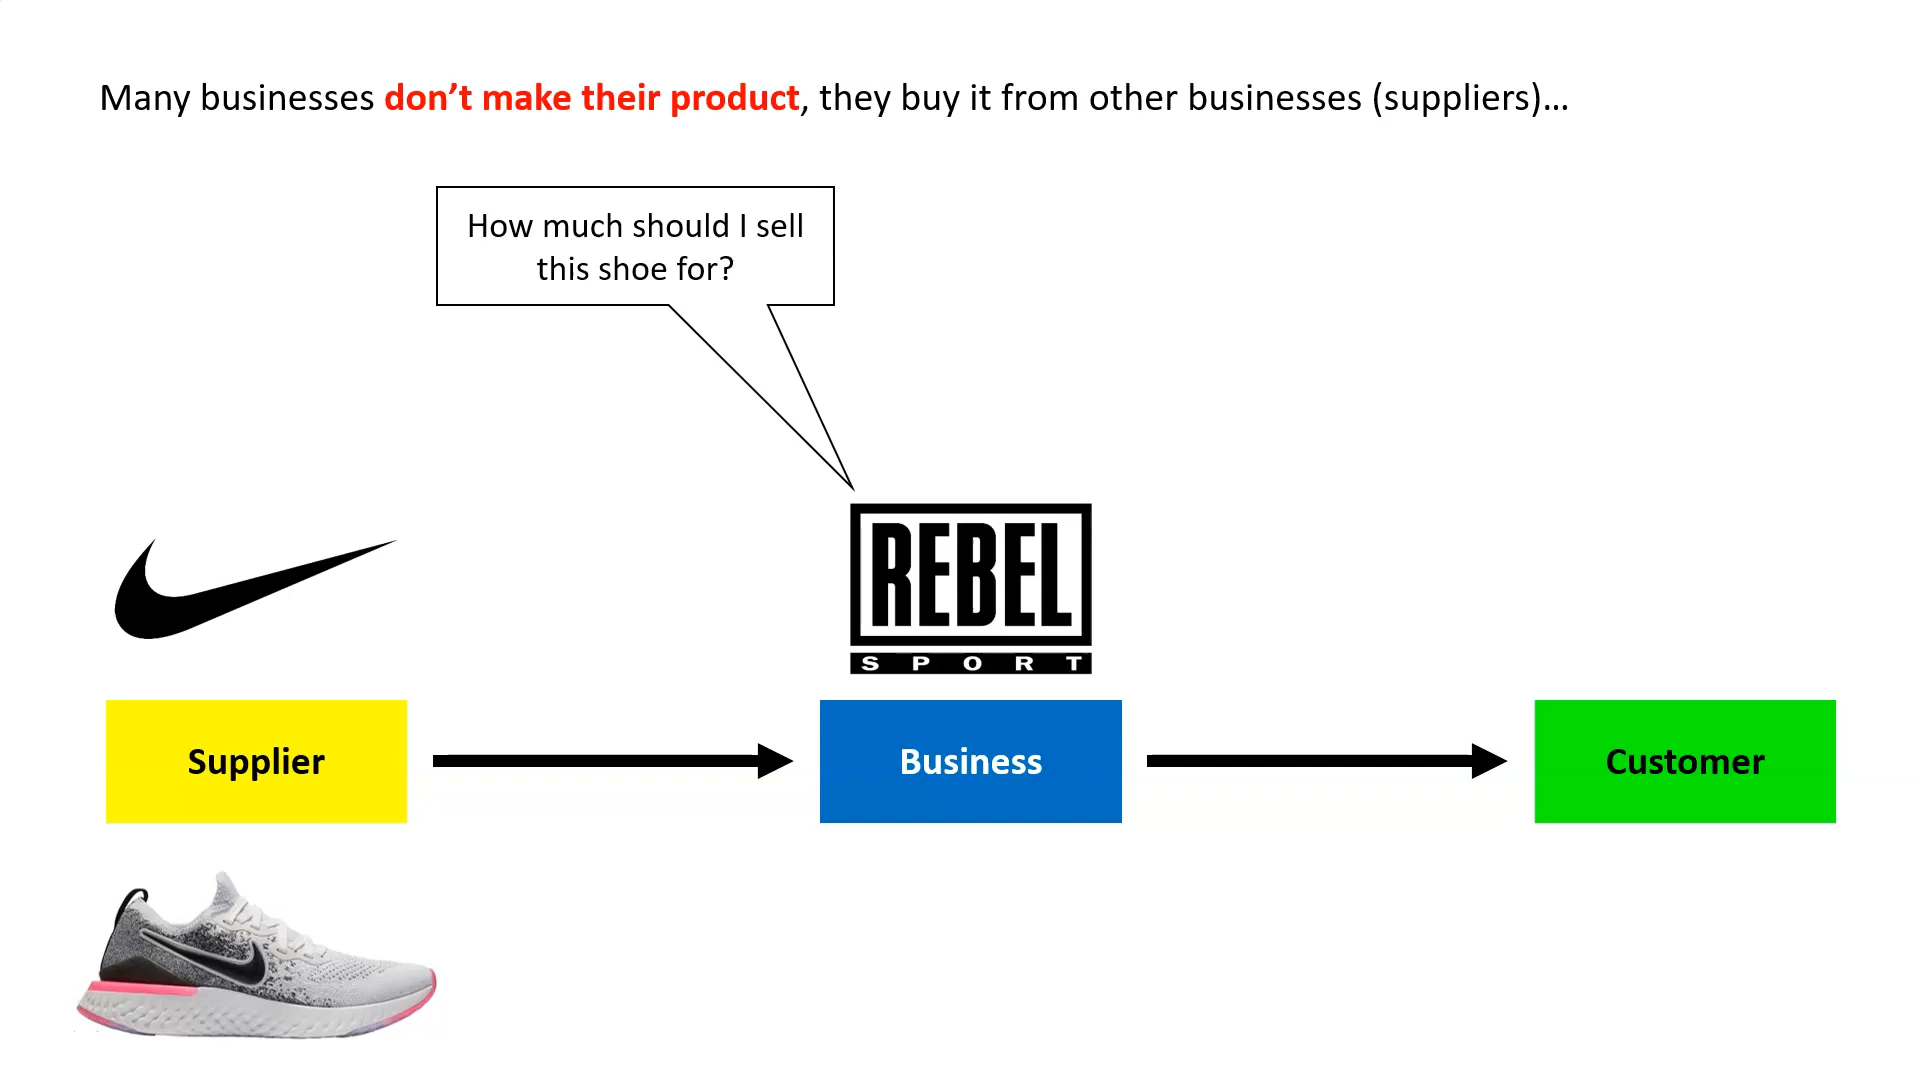 Many businesses don’t make their product, they buy it from other businesses (suppliers)…
How much should I sell
this shoe for?
REBEL
SPORT
Supplier
Business
Customer